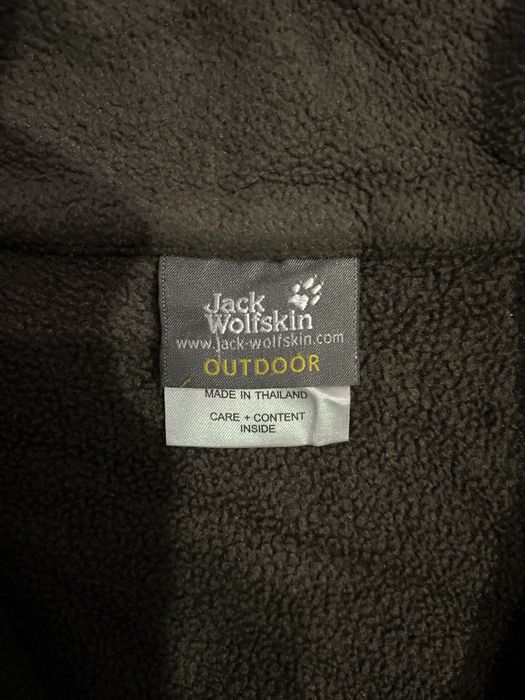 Jack
Wolfskin
www.jack-wolfskin.com
OUTDOOR
MADE IN THAILAND
CARE + CONTENT
INSIDE